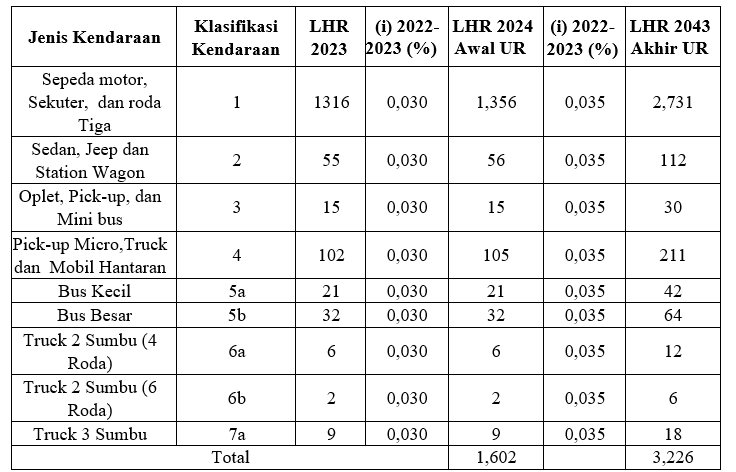 Jenis Kendaraan Klasifikasi Kendaraan LHR 2023 (i) 2022-2023 (%) LHR 2024 Awal UR (i) 2022-2023 (%) LHR 2043 Akhir UR
Sepeda motor, Sekuter, dan roda Tiga 1 1316 0,030 1,356 0,035 2,731
Sedan, Jeep dan Station Wagon 2 55 0,030 56 0,035 112
Oplet, Pick-up, dan Mini bus 3 15 0,030 15 0,035 30
Pick-up Micro,Truck dan Mobil Hantaran 4 102 0,030 105 0,035 211
Bus Kecil 5a 21 0,030 21 0,035 42
Bus Besar 5b 32 0,030 32 0,035 64
Truck 2 Sumbu (4 Roda) 6a 6 0,030 6 0,035 12
Truck 2 Sumbu (6 Roda) 6b 2 0,030 2 0,035 6
Truck 3 Sumbu 7a 9 0,030 9 0,035 18
Total 1,602 3,226